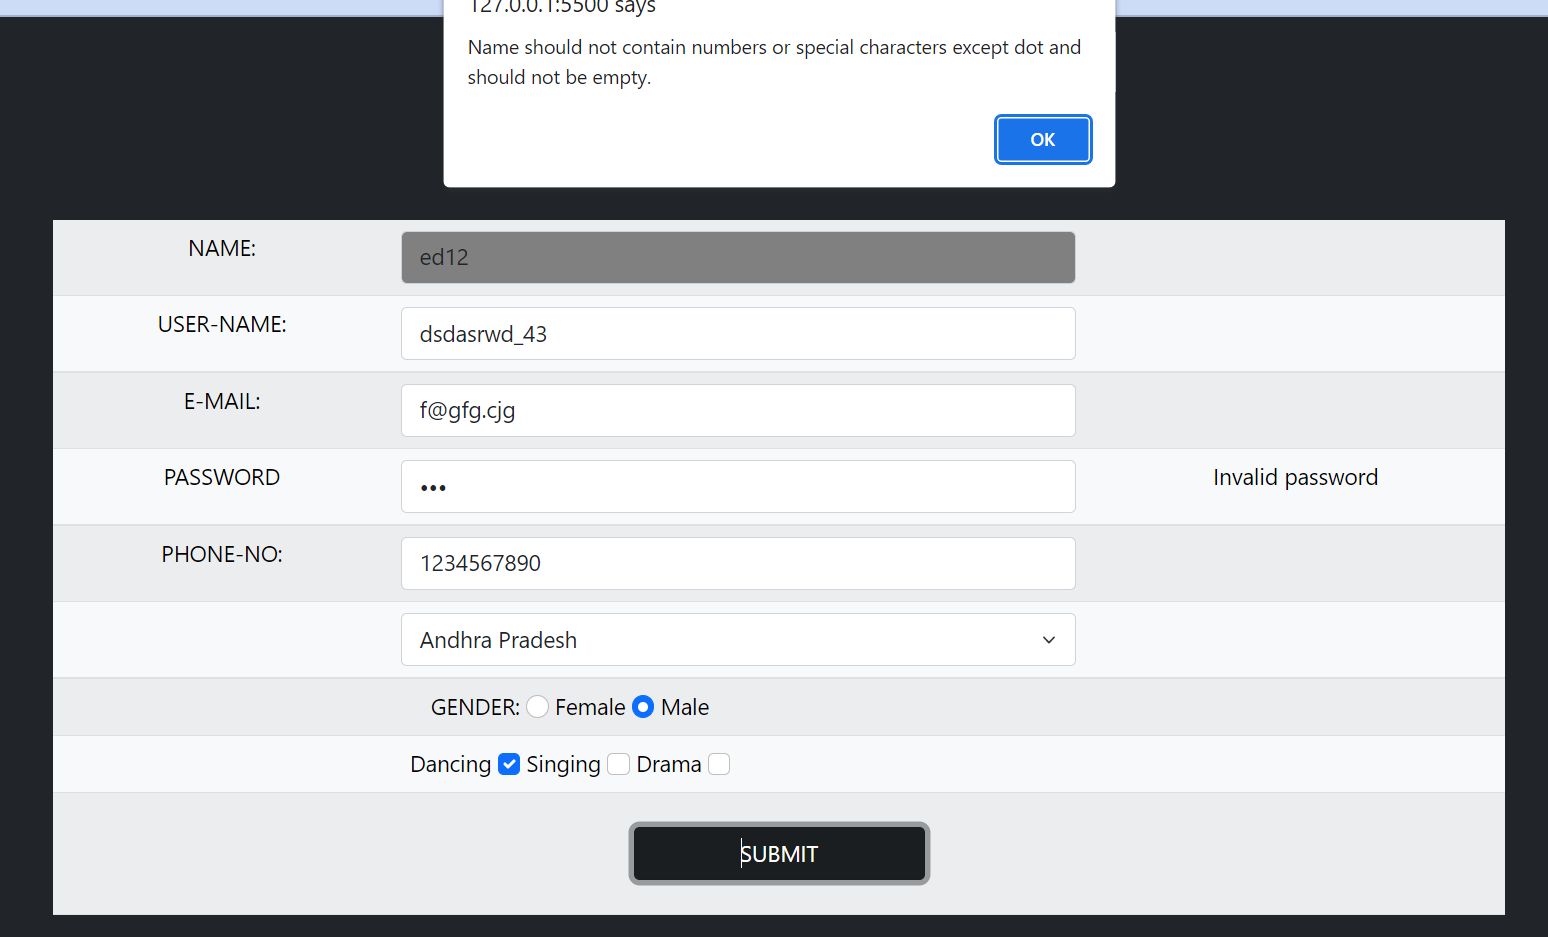 127.0.0.1:5500 says
Name should not contain numbers or special characters except dot and
should not be empty.
OK
NAME:
ed12
USER-NAME:
dsdasrwd_43
E-MAIL:
f@gfg.cjg
PASSWORD
•••
Invalid password
PHONE-NO:
1234567890
Andhra Pradesh
GENDER: Female Male
Dancing Singing Drama
SUBMIT